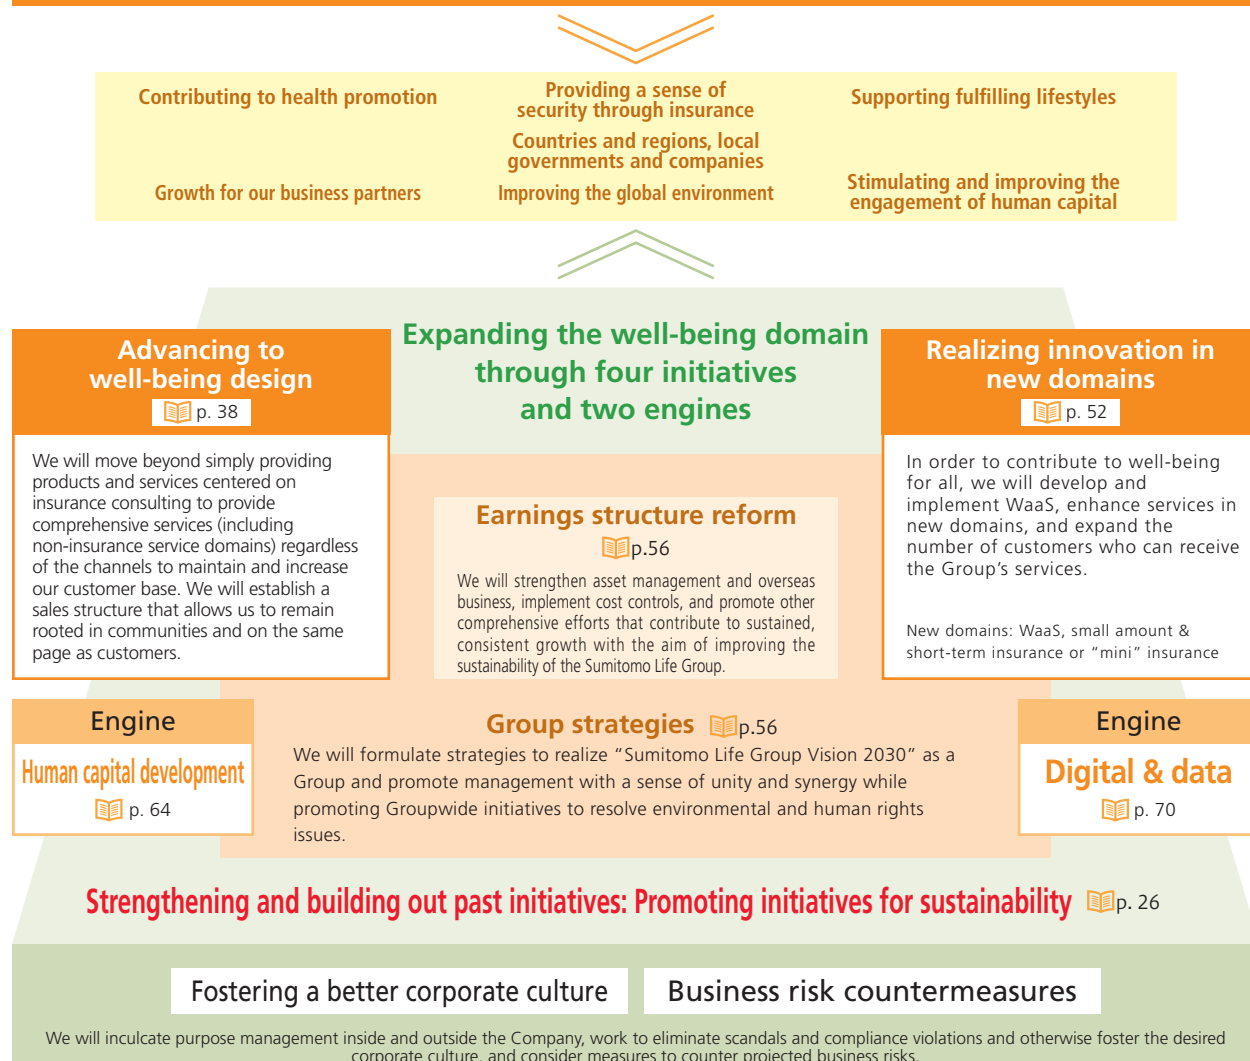 Contributing to health promotion
Providing a sense of
security through insurance
Supporting fulfilling lifestyles
Countries and regions, local
governments and companies
Growth for our business partners
Improving the global environment
Stimulating and improving the
engagement of human capital
Expanding the well-being domain
through four initiatives
and two engines
Advancing to
well-being design
p. 38
We will move beyond simply providing
products and services centered on
insurance consulting to provide
comprehensive services (including
non-insurance service domains) regardless
of the channels to maintain and increase
our customer base. We will establish a
sales structure that allows us to remain
rooted in communities and on the same
page as customers.
Realizing innovation in
new domains
p. 52
In order to contribute to well-being
for all, we will develop and
implement WaaS, enhance services in
new domains, and expand the
number of customers who can receive
the Group’s services.
New domains: WaaS, small amount &
short-term insurance or “mini” insurance
Earnings structure reform
p.56
We will strengthen asset management and overseas
business, implement cost controls, and promote other
comprehensive efforts that contribute to sustained,
consistent growth with the aim of improving the
sustainability of the Sumitomo Life Group.
Engine
Human capital development
p. 64
Group strategies p.56
We will formulate strategies to realize “Sumitomo Life Group Vision 2030” as a
Group and promote management with a sense of unity and synergy while
promoting Groupwide initiatives to resolve environmental and human rights
issues.
Engine
Digital & data
p. 70
Strengthening and building out past initiatives: Promoting initiatives for sustainability p. 26
Fostering a better corporate culture
Business risk countermeasures
We will inculcate purpose management inside and outside the Company, work to eliminate scandals and compliance violations and otherwise foster the desired
corporate culture, and consider measures to counter projected business risks.